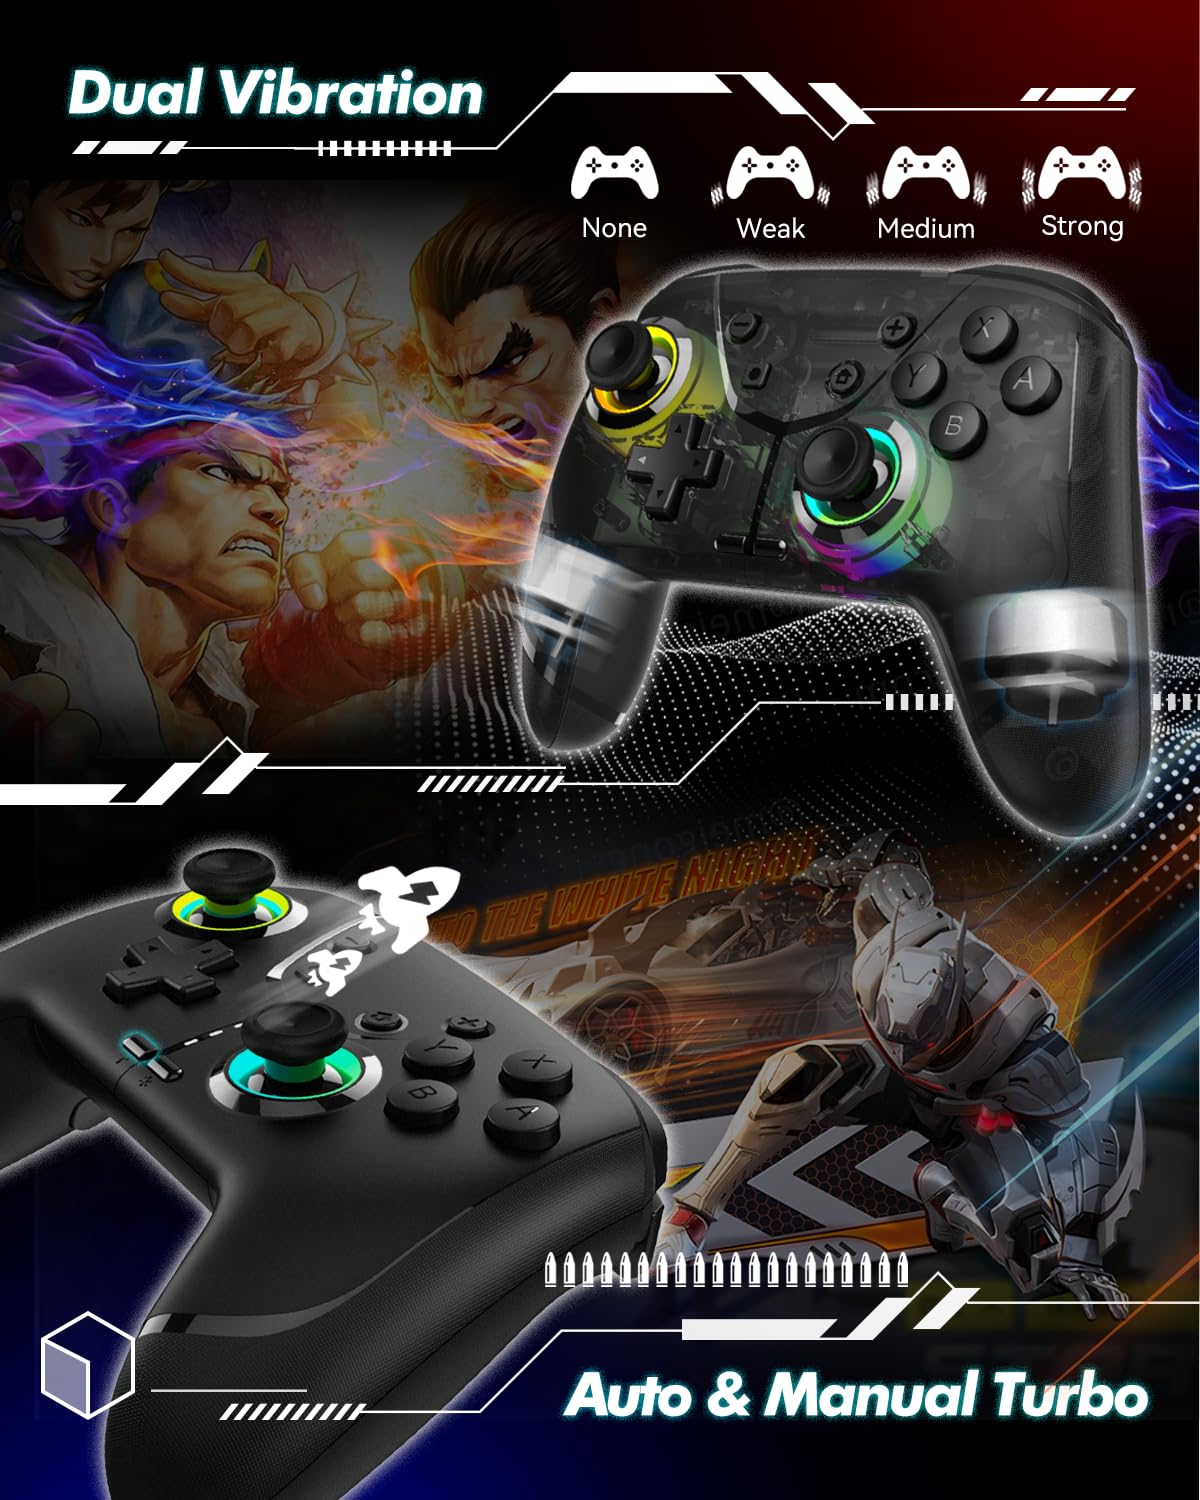 Dual Vibration
None
Weak
Medium
Strong
X
Y
A
B
TO THE WHITE NIGHT
Y
X
B
A
Auto & Manual Turbo